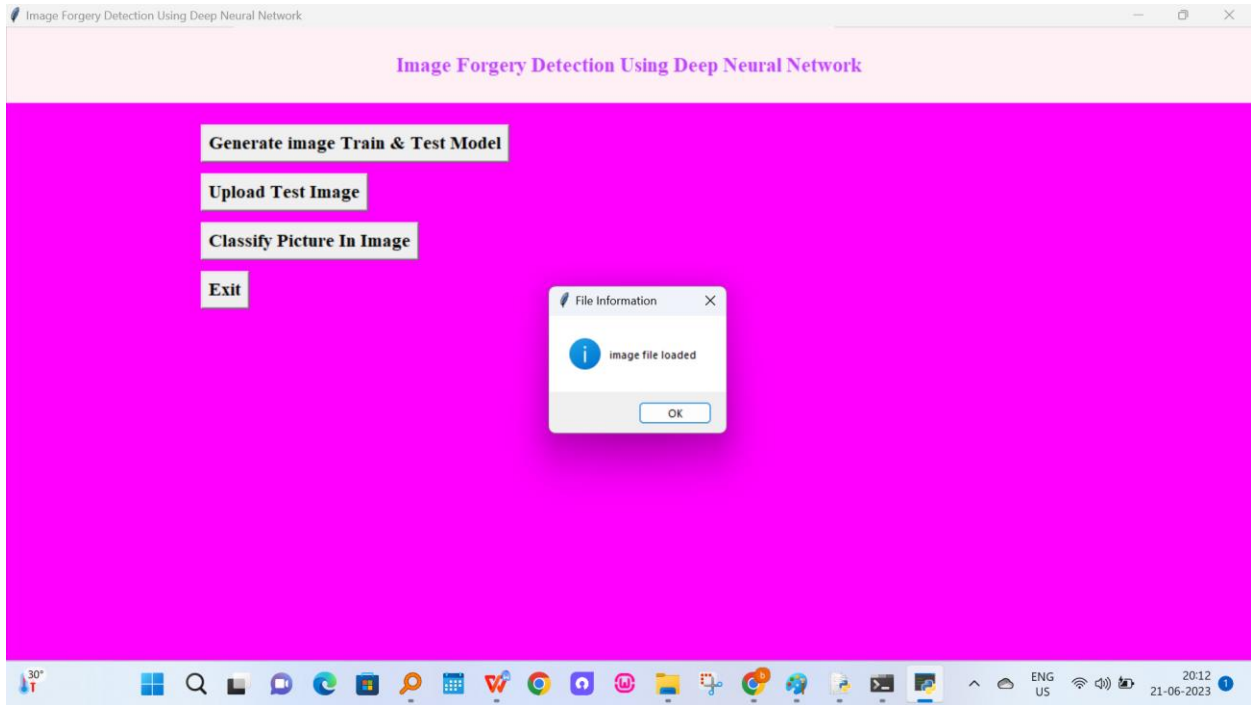 Image Forgery Detection Using Deep Neural Network
Image Forgery Detection Using Deep Neural Network
Generate image Train & Test Model
Upload Test Image
Classify Picture In Image
Exit
File Information
image file loaded
OK
30°
T
ENG
US
20:12
21-06-2023
1